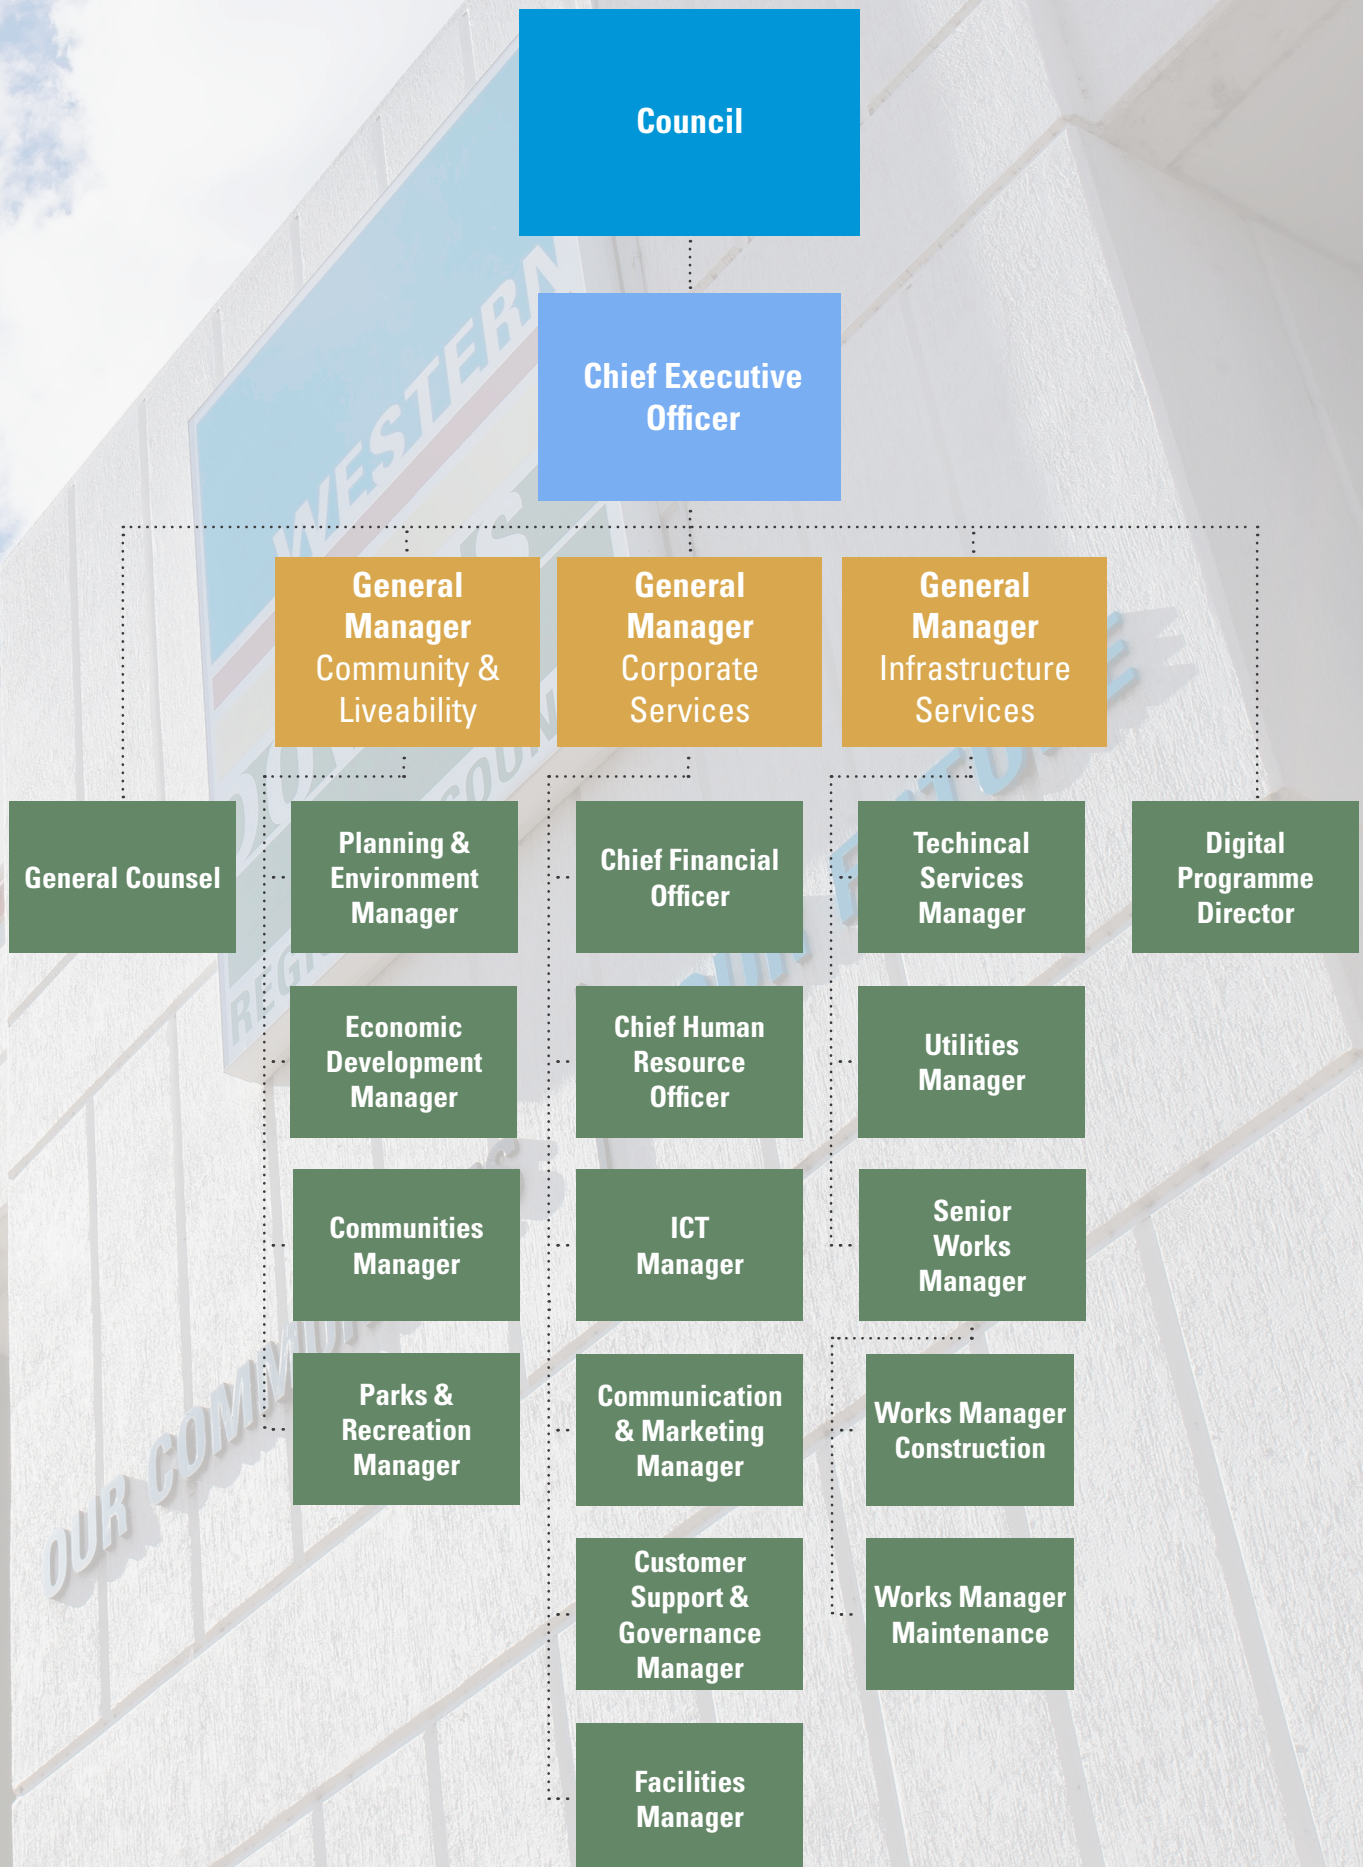 Council
Chief Executive
Officer
General
Manager
Community &
Liveability
General
Manager
Corporate
Services
General
Manager
Infrastructure
Services
General Counsel
Planning &
Environment
Manager
Chief Financial
Officer
Techincal
Services
Manager
Digital
Programme
Director
Economic
Development
Manager
Chief Human
Resource
Officer
Utilities
Manager
Communities
Manager
ICT
Manager
Senior
Works
Manager
Parks &
Recreation
Manager
Communication
& Marketing
Manager
Works Manager
Construction
Customer
Support &
Governance
Manager
Works Manager
Maintenance
Facilities
Manager
WESTERN
OUR